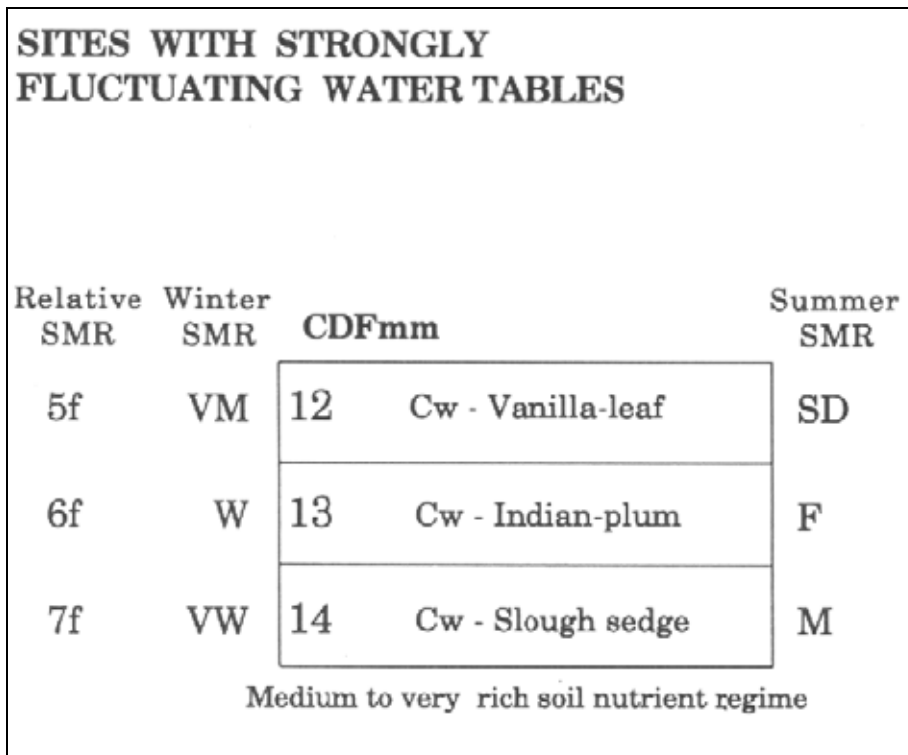 SITES WITH STRONGLY
FLUCTUATING WATER TABLES
Relative Winter Summer
SMR SMR CDFmm SMR
5f VM 12 Cw - Vanilla-leaf SD
6f W 13 Cw - Indian-plum F
7f VW 14 Cw - Slough sedge M
Medium to very rich soil nutrient regime